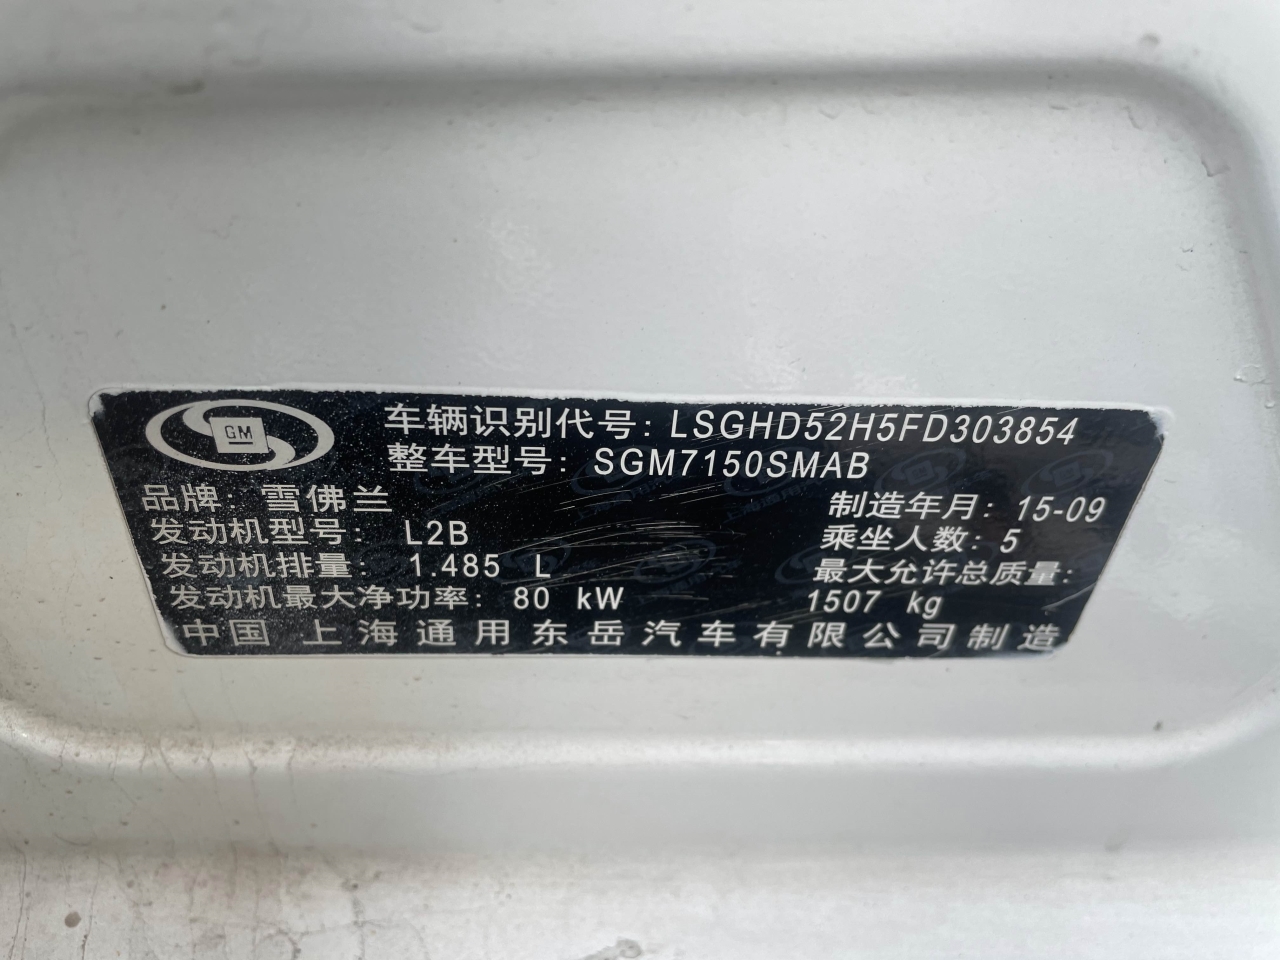 GM
车辆识别代号: LSGHD52H5FD303854
整车型号: SGM7150SMAB
品牌: 雪佛兰
制造年月: 15-09
发动机型号: L2B
乘坐人数: 5
发动机排量: 1.485 L
最大允许总质量:
发动机最大净功率: 80 kW
1507 kg
中国 上海通用东岳汽车有限公司制造